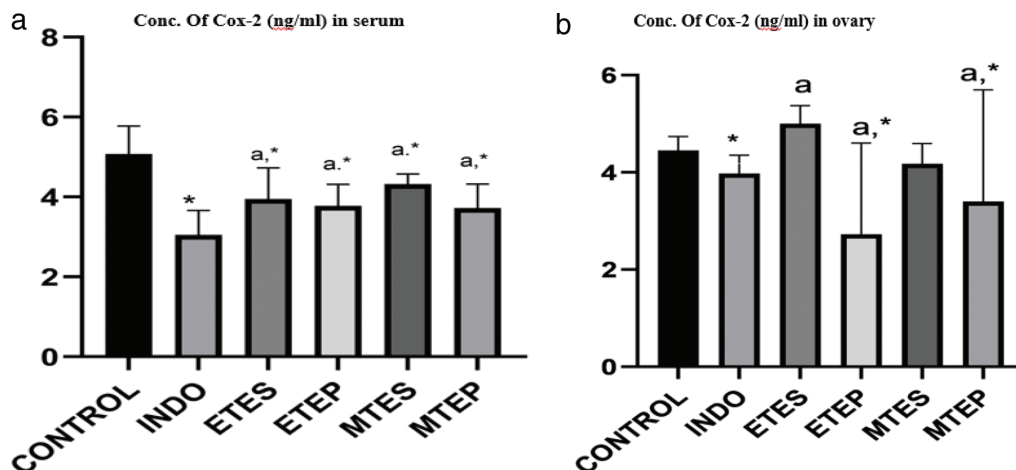 a
Conc. Of Cox-2 (ng/ml) in serum
8
6
4
2
0
*
a,*
a.*
a.*
a,*
CONTROL
INDO
ETES
ETEP
MTES
MTEP
b
Conc. Of Cox-2 (ng/ml) in ovary
6
4
2
0
*
a
a,*
a,*
CONTROL
INDO
ETES
ETEP
MTES
MTEP